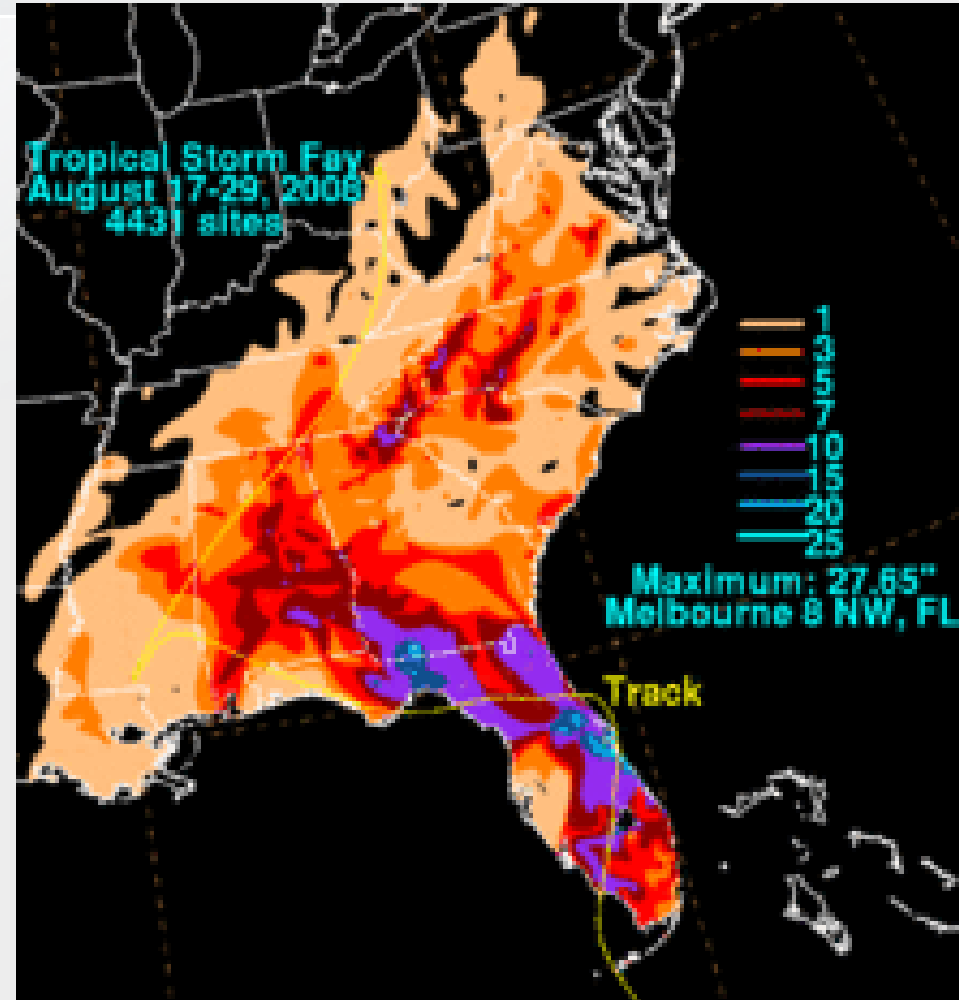 Tropical Storm Fay
August 17-29, 2008
4431 sites
1
3
5
7
10
15
20
25
Maximum: 27.65"
Melbourne 8 NW, FL
Track